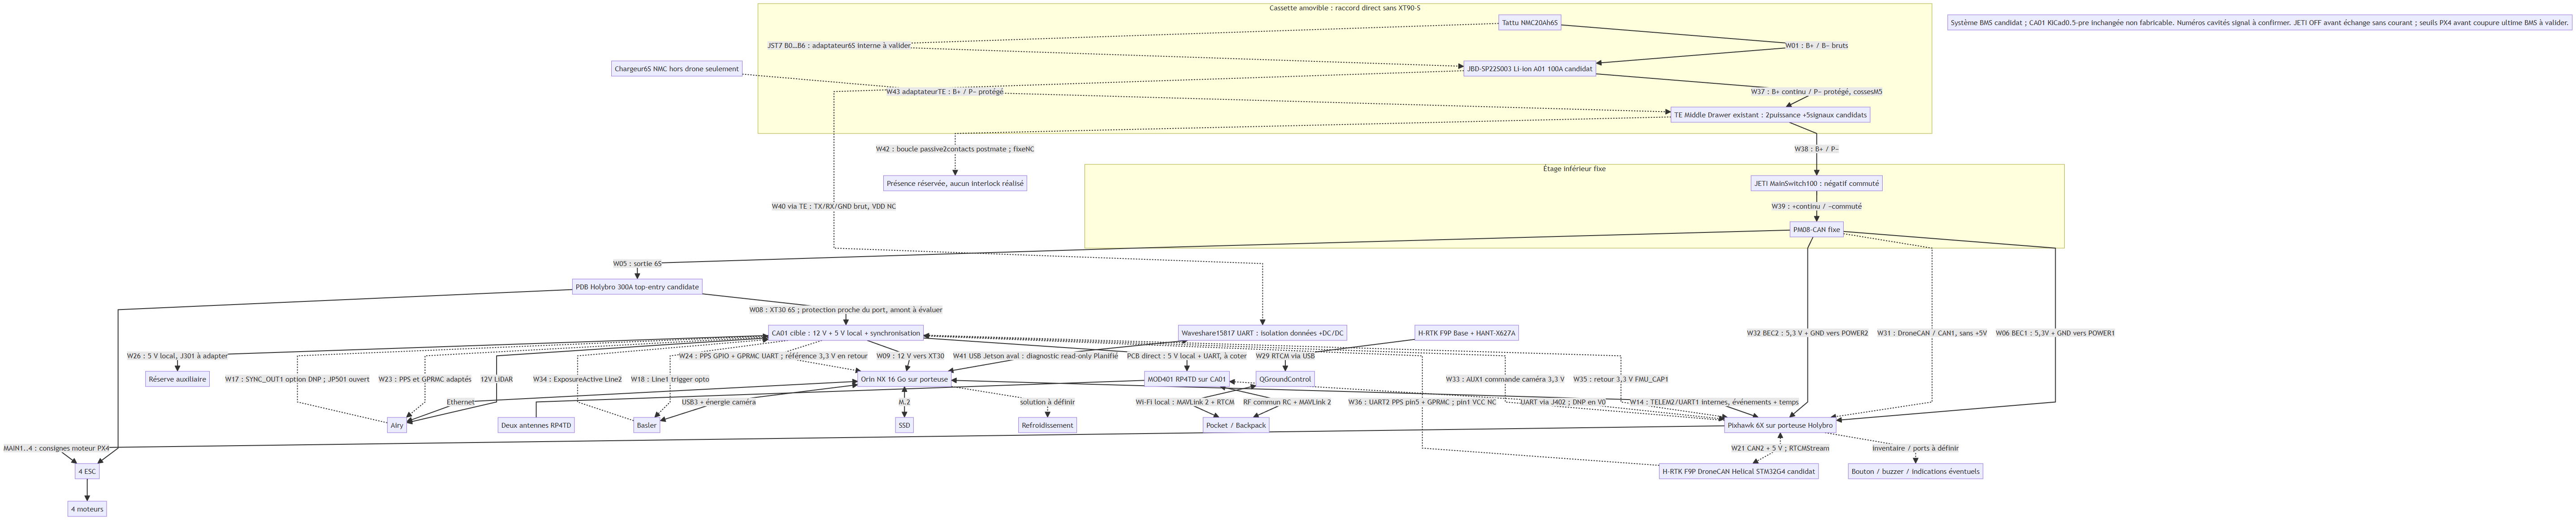 Cassette amovible : raccord direct sans XT90-S
Tattu NMC20Ah6S
Système BMS candidat ; CA01 KiCad0.5-pre inchangée non fabricable. Numéros cavités signal à confirmer. JETI OFF avant échange sans courant ; seuils PX4 avant coupure ultime BMS à valider.
JST7 B0...B6 : adaptateur6S interne à valider
W01 : B+ / B− bruts
Chargeur6S NMC hors drone seulement
JBD-SP22S003 Li-ion A01 100A candidat
W43 adaptateurTE : B+ / P− protégé
W37 : B+ continu / P− protégé, cossesM5
TE Middle Drawer existant : 2puissance +5signaux candidats
W42 : boucle passive2contacts postmate ; fixeNC
W38 : B+ / P−
Étage inférieur fixe
Présence réservée, aucun interlock réalisé
JETI MainSwitch100 : négatif commuté
W40 via TE : TX/RX/GND brut, VDD NC
W39 : +continu / −commuté
PM08-CAN fixe
W05 : sortie 6S
PDB Holybro 300A top-entry candidate
W08 : XT30 6S ; protection proche du port, amont à évaluer
CA01 cible : 12 V + 5 V local + synchronisation
Waveshare15817 UART : isolation données +DC/DC
H-RTK F9P Base + HANT-X627A
W32 BEC2 : 5,3 V + GND vers POWER2
W31 : DroneCAN / CAN1, sans +5V
W06 BEC1 : 5,3V + GND vers POWER1
W26 : 5 V local, J301 à adapter
W24 : PPS GPIO + GPRMC UART ; référence 3,3 V en retour
W09 : 12 V vers XT30
W41 USB Jetson aval : diagnostic read-only Planifié
PCB direct : 5 V local + UART, à coter
W29 RTCM via USB
Réserve auxiliaire
W17 : SYNC_OUT1 option DNP ; JP501 ouvert
W23 : PPS et GPRMC adaptés
12V LiDAR
W34 : ExposureActive Line2
W18 : Line1 trigger opto
Orin NX 16 Go sur porteuse
MOD401 RP4TD sur CA01
QGroundControl
W33 : AUX1 commande caméra 3,3 V
W35 : retour 3,3 V FMU_CAP1
Ethernet
USB3 + énergie caméra
M.2
solution à définir
Wi-Fi local : MAVLink 2 + RTCM
RF commun RC + MAVLink 2
W36 : UART2 PPS pin5 + GPRMC ; pin1 VCC NC
UART via J402 ; DNP en V0
W14 : TELEM2/UART1 internes, événements + temps
Airy
Deux antennes RP4TD
Basler
SSD
Refroidissement
Pocket / Backpack
Pixhawk 6X sur porteuse Holybro
MAIN1..4 : consignes moteur PX4
W21 CAN2 + 5 V ; RTCMStream
Inventaire / ports à définir
4 ESC
H-RTK F9P DroneCAN Helical STM32G4 candidat
Bouton / buzzer / indications éventuels
4 moteurs